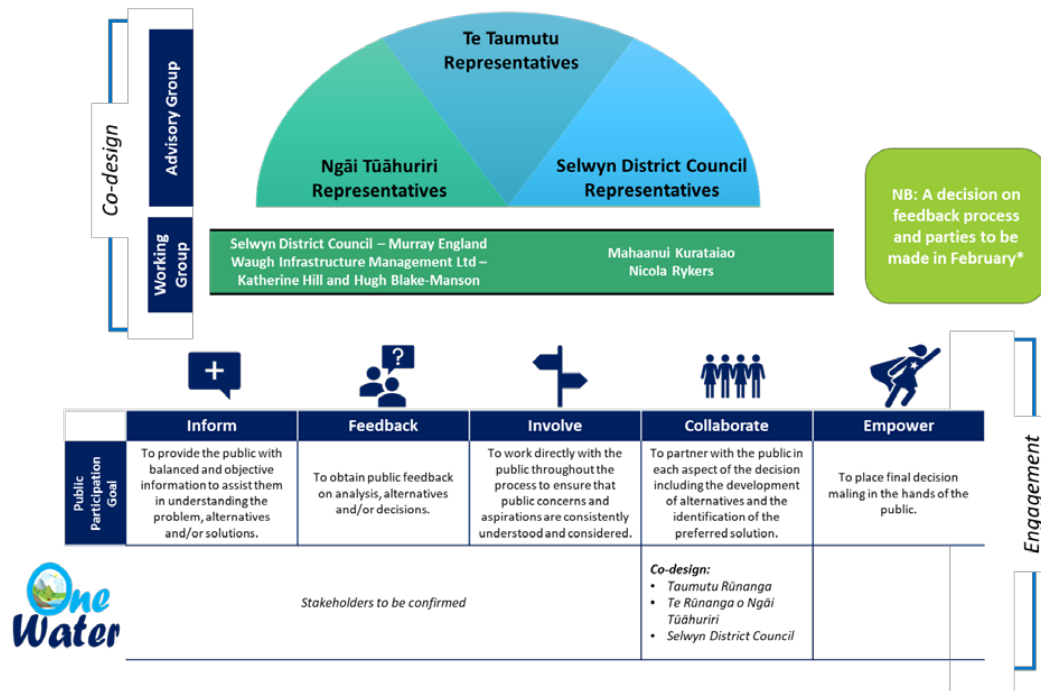 Co-design
Advisory Group
Working
Group
Te Taumutu
Representatives
Ngāi Tūāhuriri
Representatives
Selwyn District Council
Representatives
Selwyn District Council – Murray England
Waugh Infrastructure Management Ltd –
Katherine Hill and Hugh Blake-Manson
Mahaanui Kurataiao
Nicola Rykers
NB: A decision on
feedback process
and parties to be
made in February*
+
?
Inform
Feedback
Involve
Collaborate
Empower
Public
Participation
Goal
To provide the public with
balanced and objective
information to assist them
in understanding the
problem, alternatives
and/or solutions.
To obtain public feedback
on analysis, alternatives
and/or decisions.
To work directly with the
public throughout the
process to ensure that
public concerns and
aspirations are consistently
understood and considered.
To partner with the public
in each aspect of the decision
including the development
of alternatives and the
identification of the
preferred solution.
To place final decision
maling in the hands of the
public.
Engagement
One
Water
Stakeholders to be confirmed
Co-design:
• Taumutu Rūnanga
• Te Rūnanga o Ngāi
Tūāhuriri
• Selwyn District Council